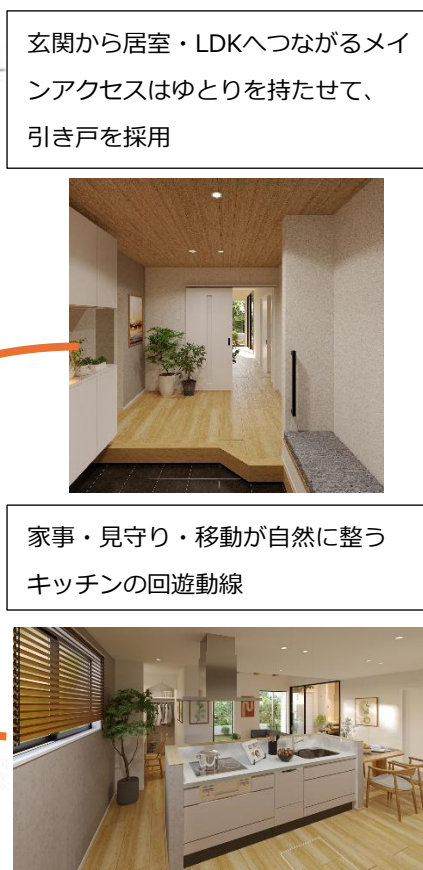 玄関から居室・LDKへつながるメイ
ンアクセスはゆとりを持たせて、
引き戸を採用
家事・見守り・移動が自然に整う
キッチンの回遊動線